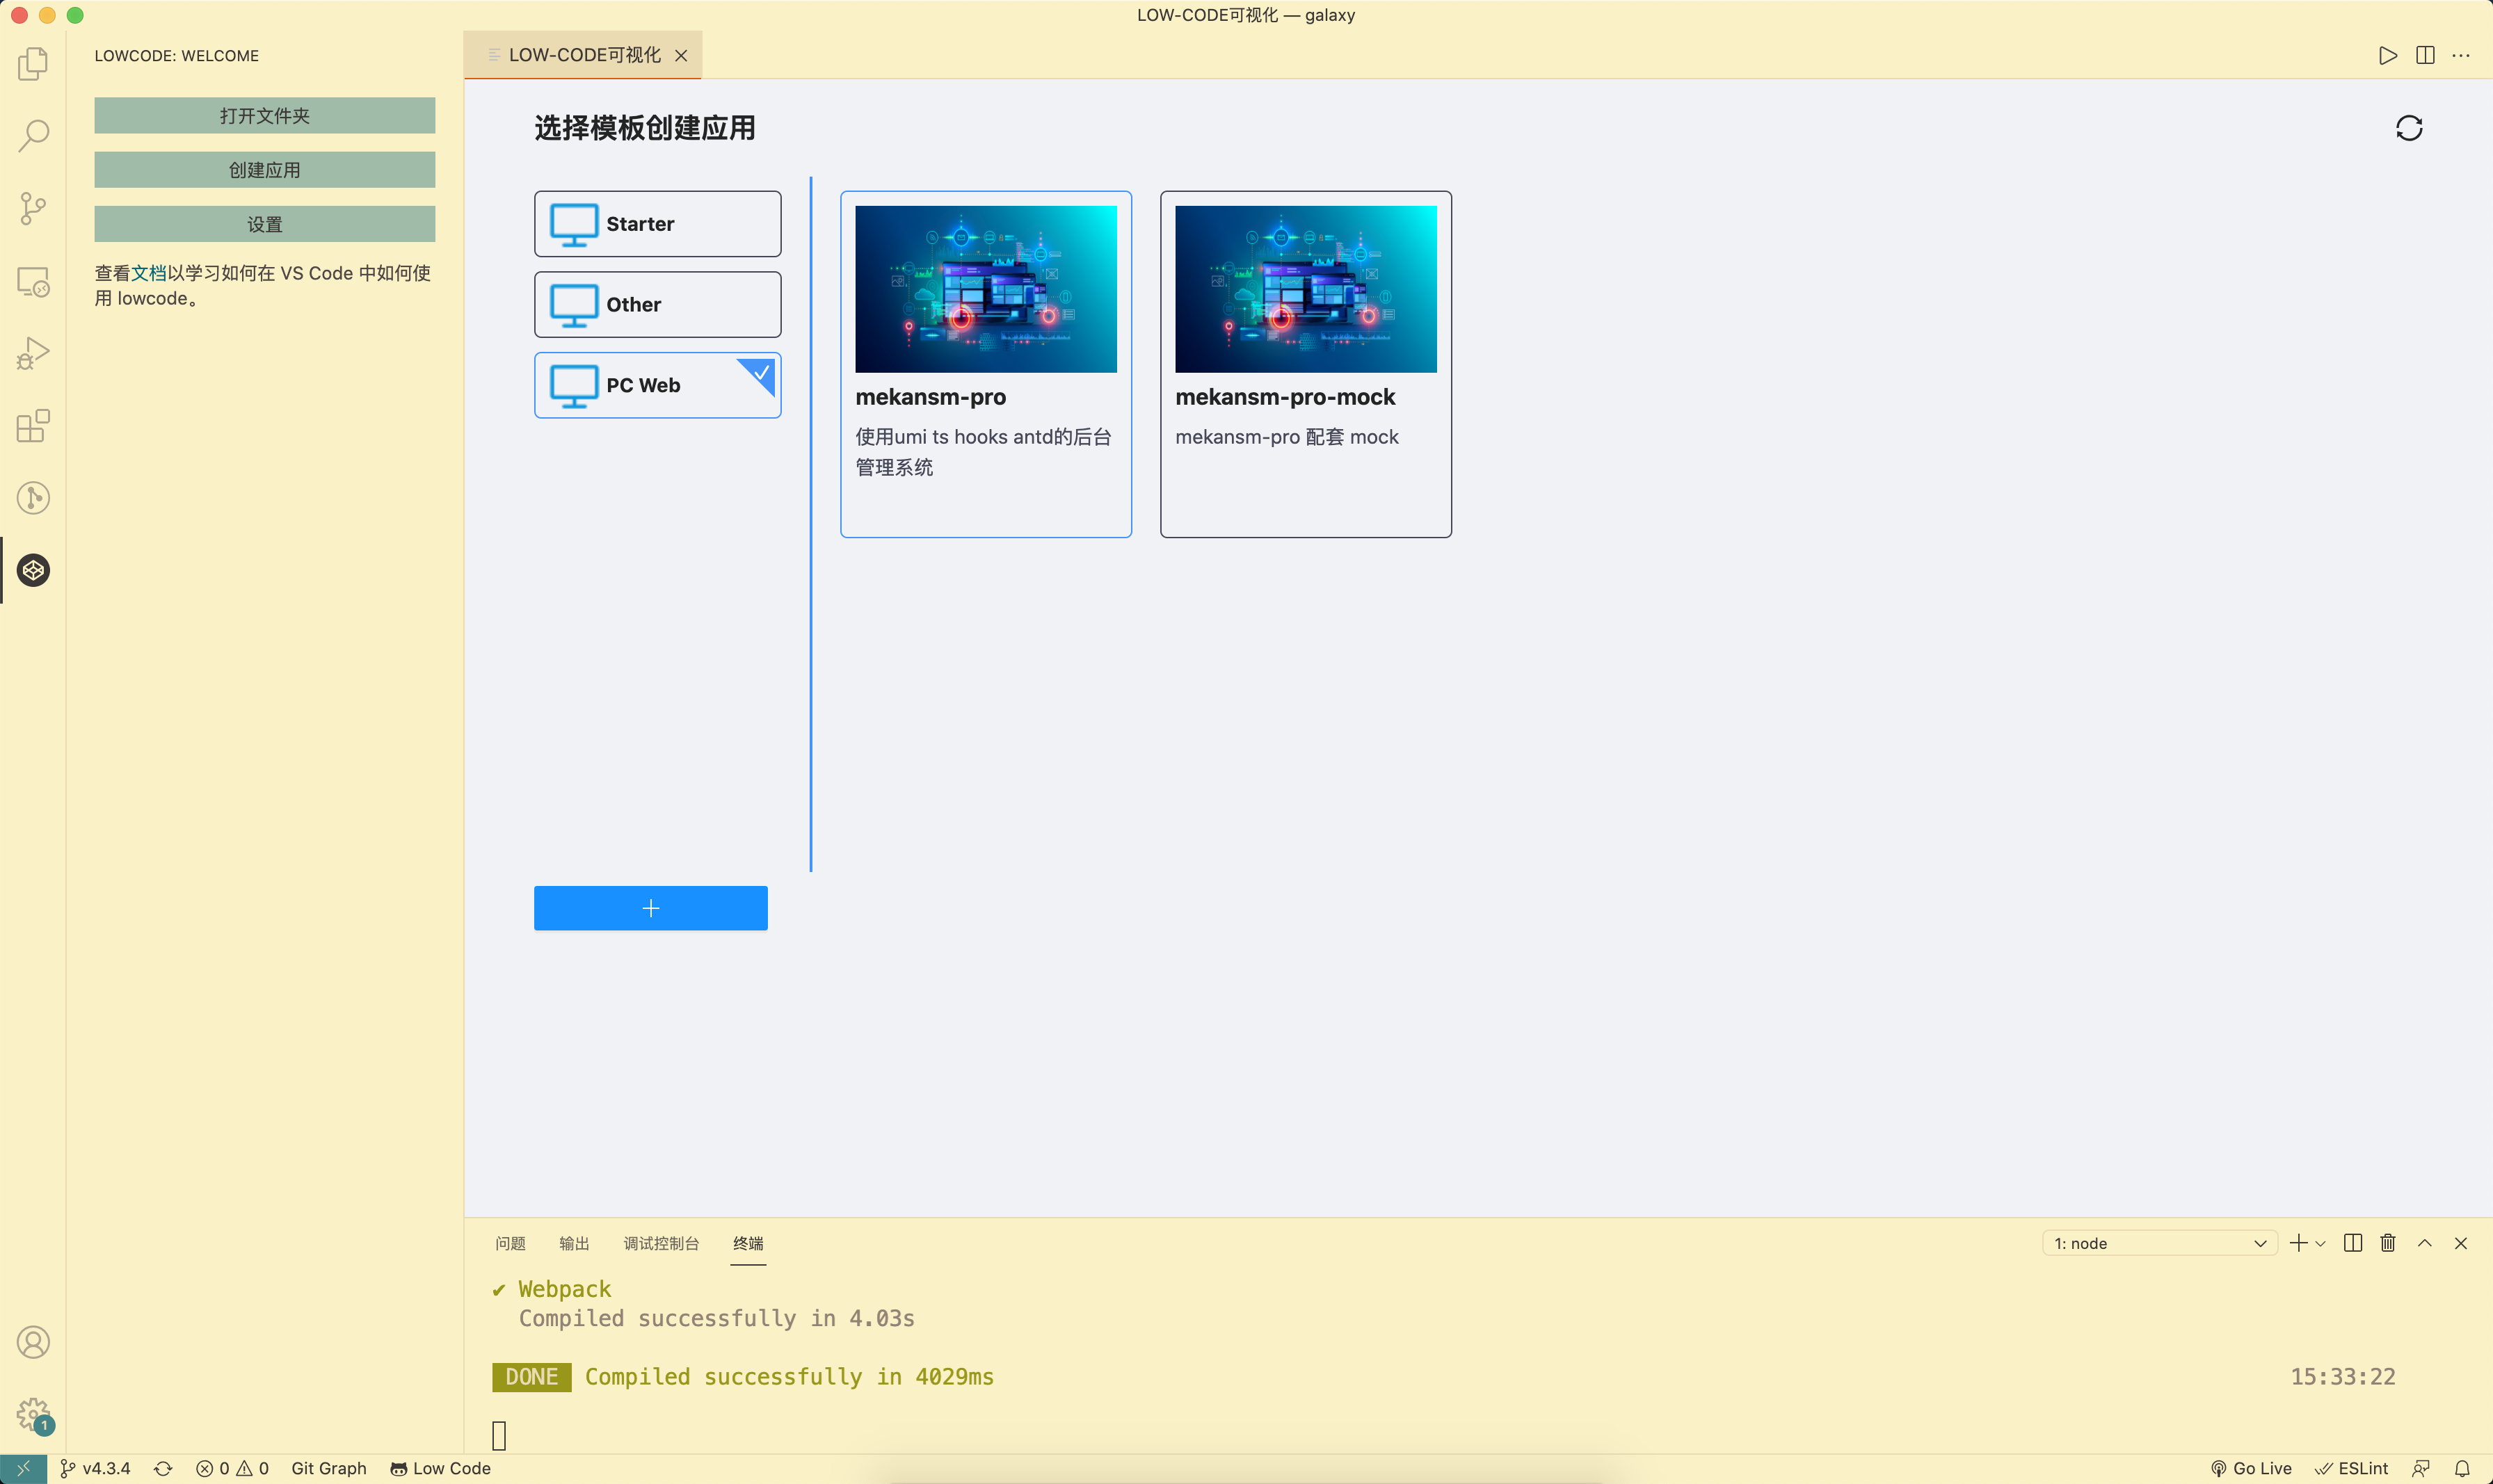 LOW-CODE可视化 — galaxy
LOWCODE: WELCOME
打开文件夹
创建应用
设置
查看文档以学习如何在 VS Code 中如何使
用 lowcode。
LOW-CODE可视化
选择模板创建应用
Starter
Other
PC Web
mekansm-pro
使用umi ts hooks antd的后台
管理系统
mekansm-pro-mock
mekansm-pro 配套 mock
问题 输出 调试控制台 终端
1: node
✔ Webpack
Compiled successfully in 4.03s
DONE Compiled successfully in 4029ms
15:33:22
1
v4.3.4
0 0
Git Graph
Low Code
Go Live
ESLint